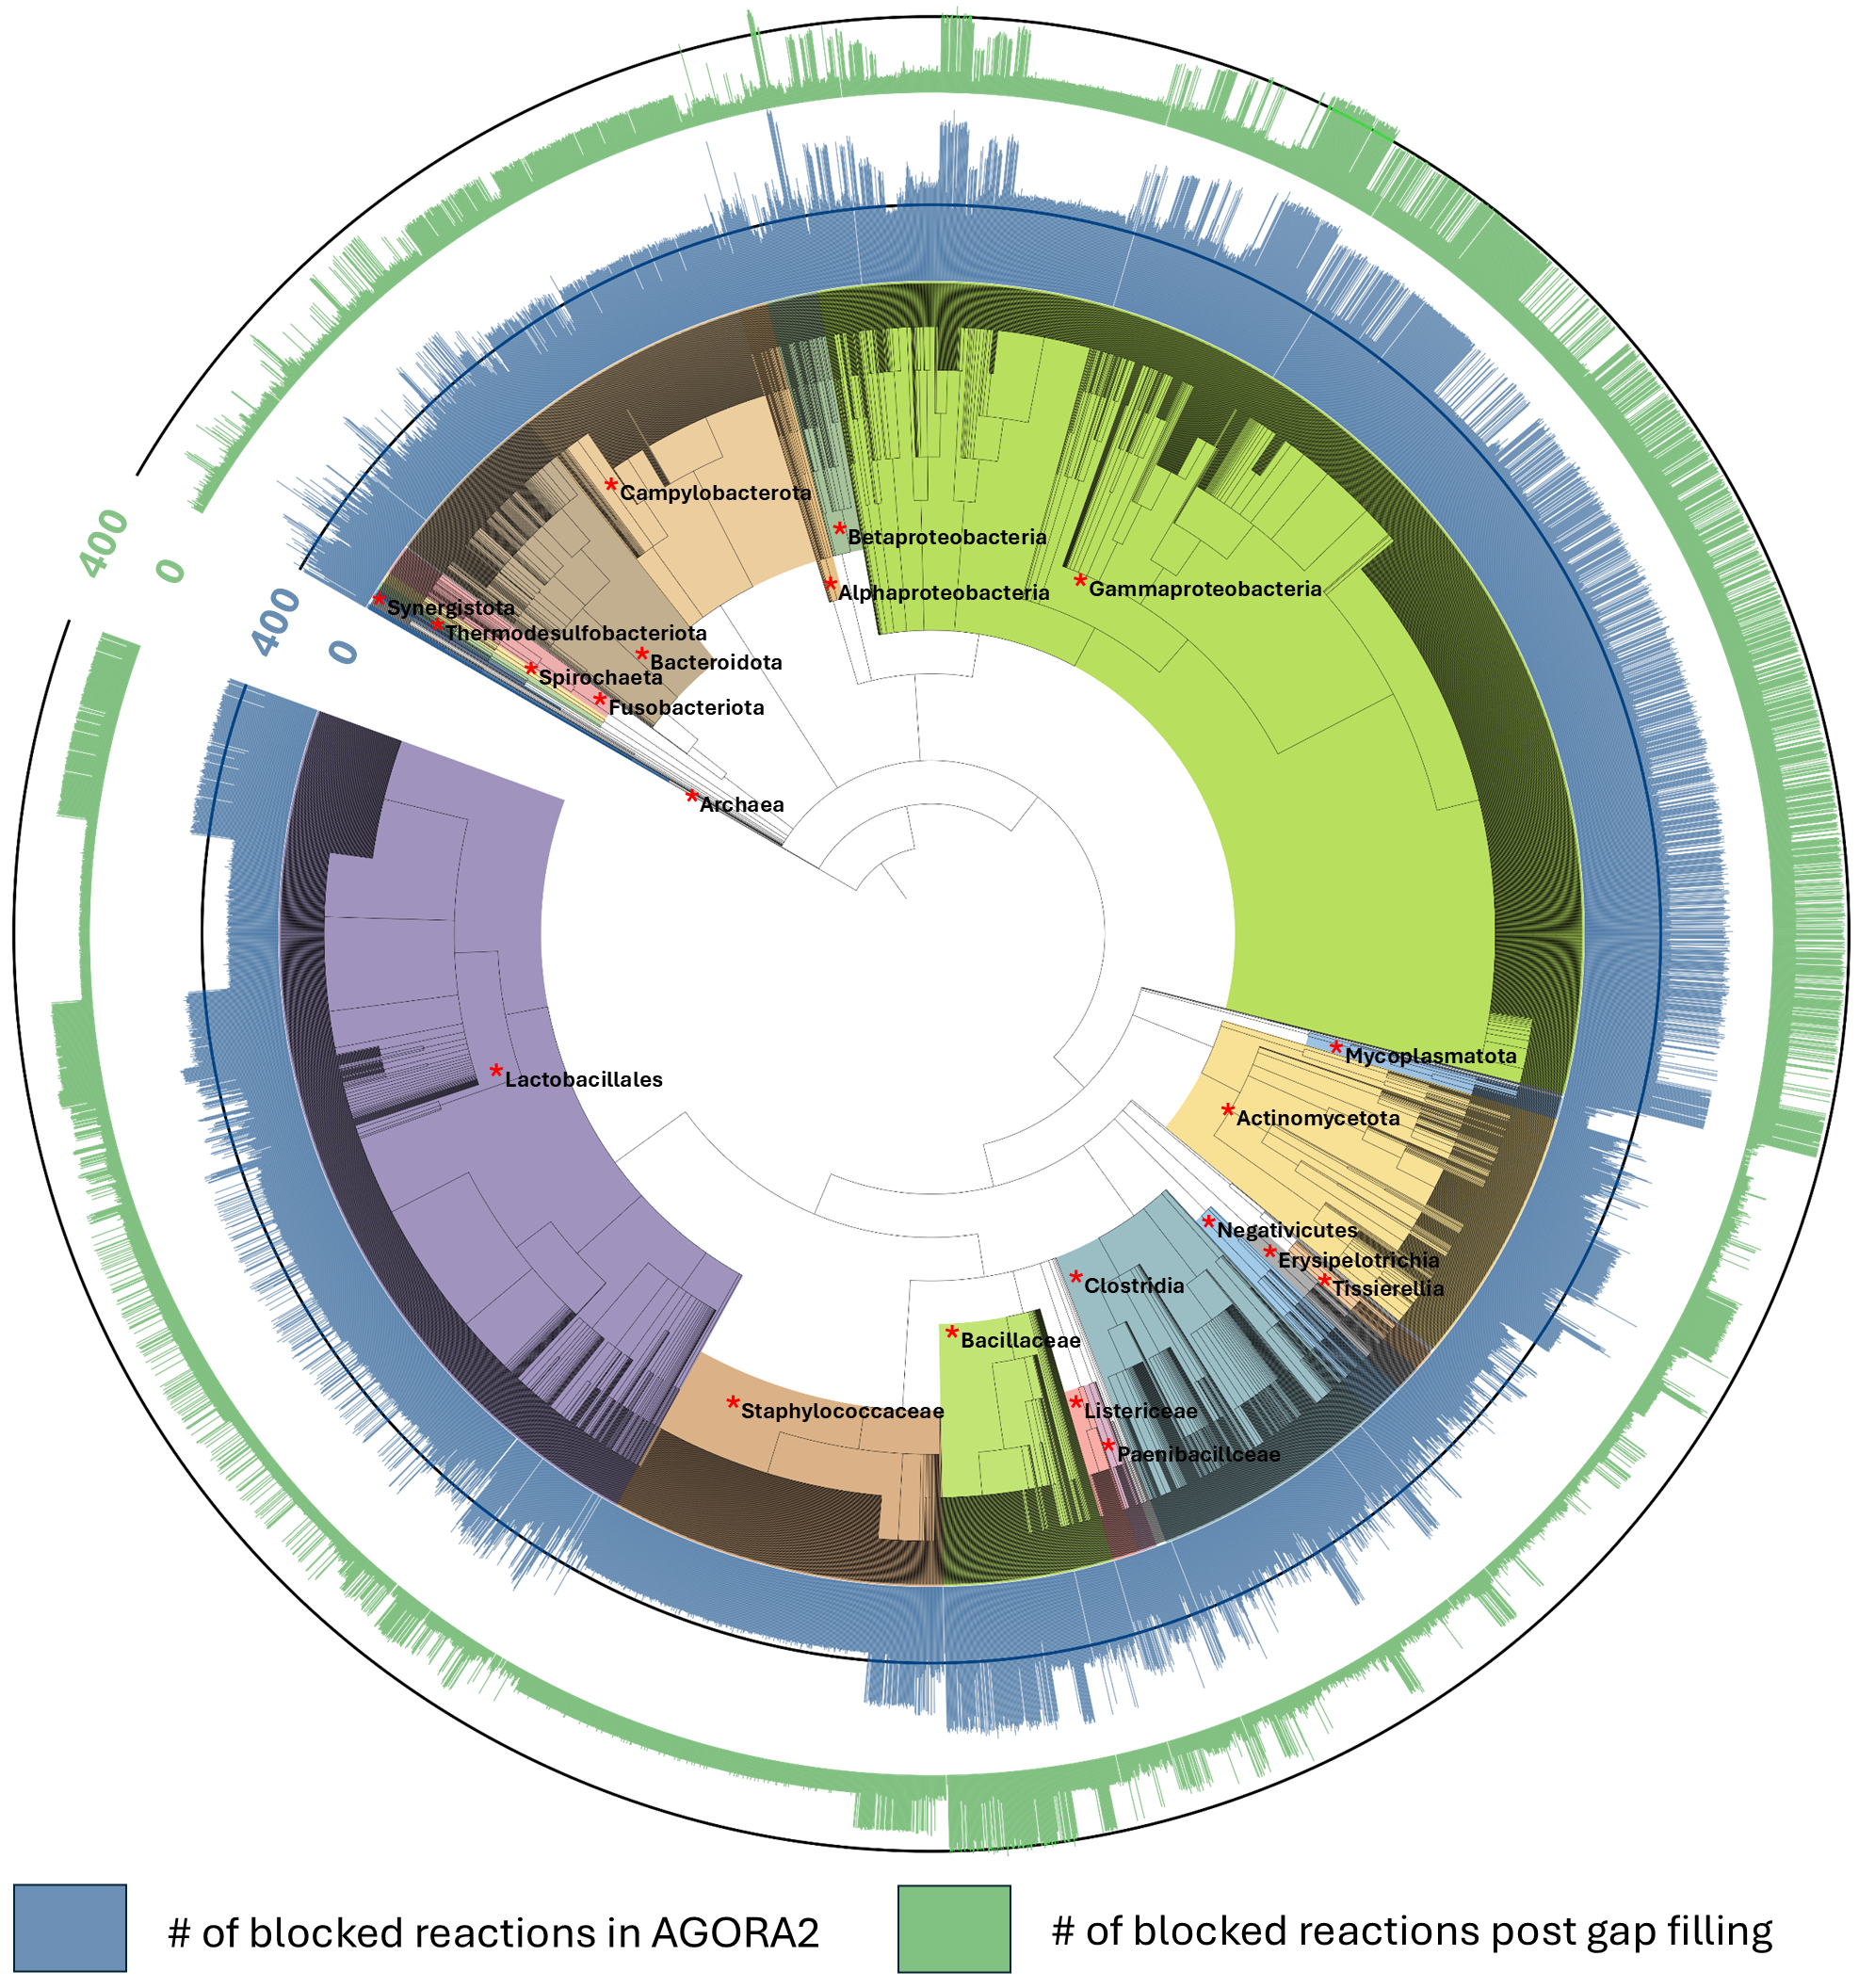 400
0
400
0
Campylobacterota
Betaproteobacteria
Alphaproteobacteria
Gammaproteobacteria
Synergistota
Thermodesulfobacteriota
Bacteroidota
Spirochaeta
Fusobacteriota
Archaea
Mycoplasmatota
Lactobacillales
Actinomycetota
Negativicutes
Erysipelotrichia
Clostridia
Tissierellia
Bacillaceae
Staphylococcaceae
Listericeae
Paenibacillceae
# of blocked reactions in AGORA2
# of blocked reactions post gap filling